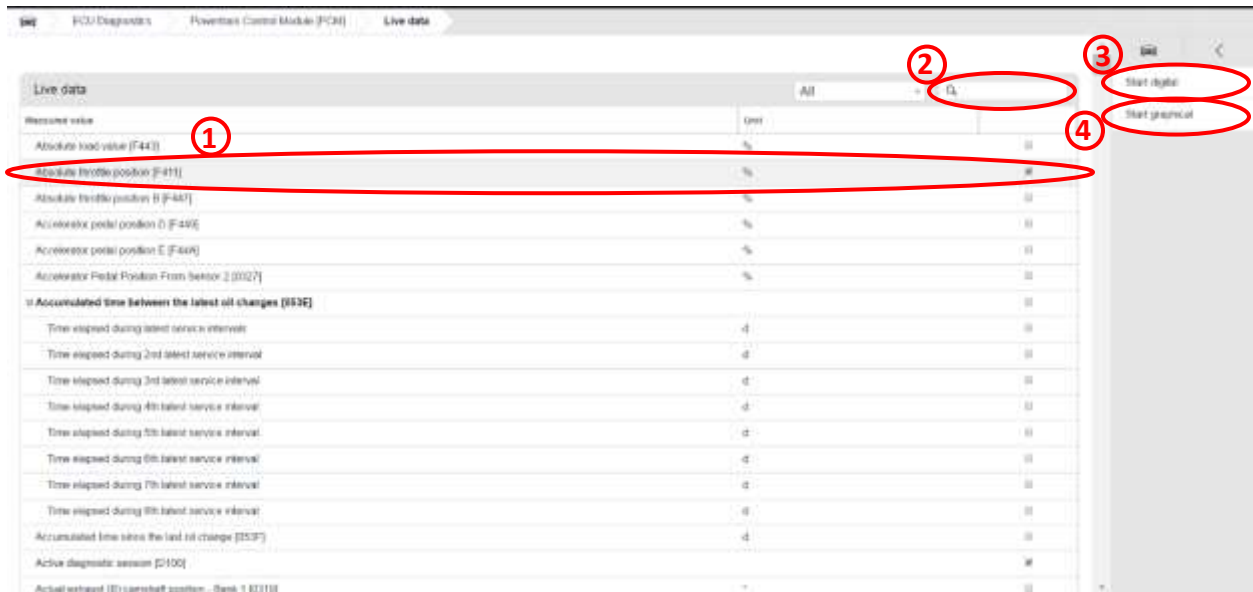 ECU Diagnostics Powertrain Control Module [PCM] Live data
2
3
Start digital
Live data All
Start graphical
4
Measured value Unit
1
Absolute load value [F443] %
Absolute throttle position [F411] %
Absolute throttle position B [F447] %
Accelerator pedal position D [F449] %
Accelerator pedal position E [F44A] %
Accelerator Pedal Position From Sensor 2 [0327] %
Accumulated time between the latest oil changes [053E]
Time elapsed during latest service intervals d
Time elapsed during 2nd latest service interval d
Time elapsed during 3rd latest service interval d
Time elapsed during 4th latest service interval d
Time elapsed during 5th latest service interval d
Time elapsed during 6th latest service interval d
Time elapsed during 7th latest service interval d
Time elapsed during 8th latest service interval d
Accumulated time since the last oil change [053F] d
Active diagnostic session [D100]
Actual exhaust (E) camshaft position - Bank 1